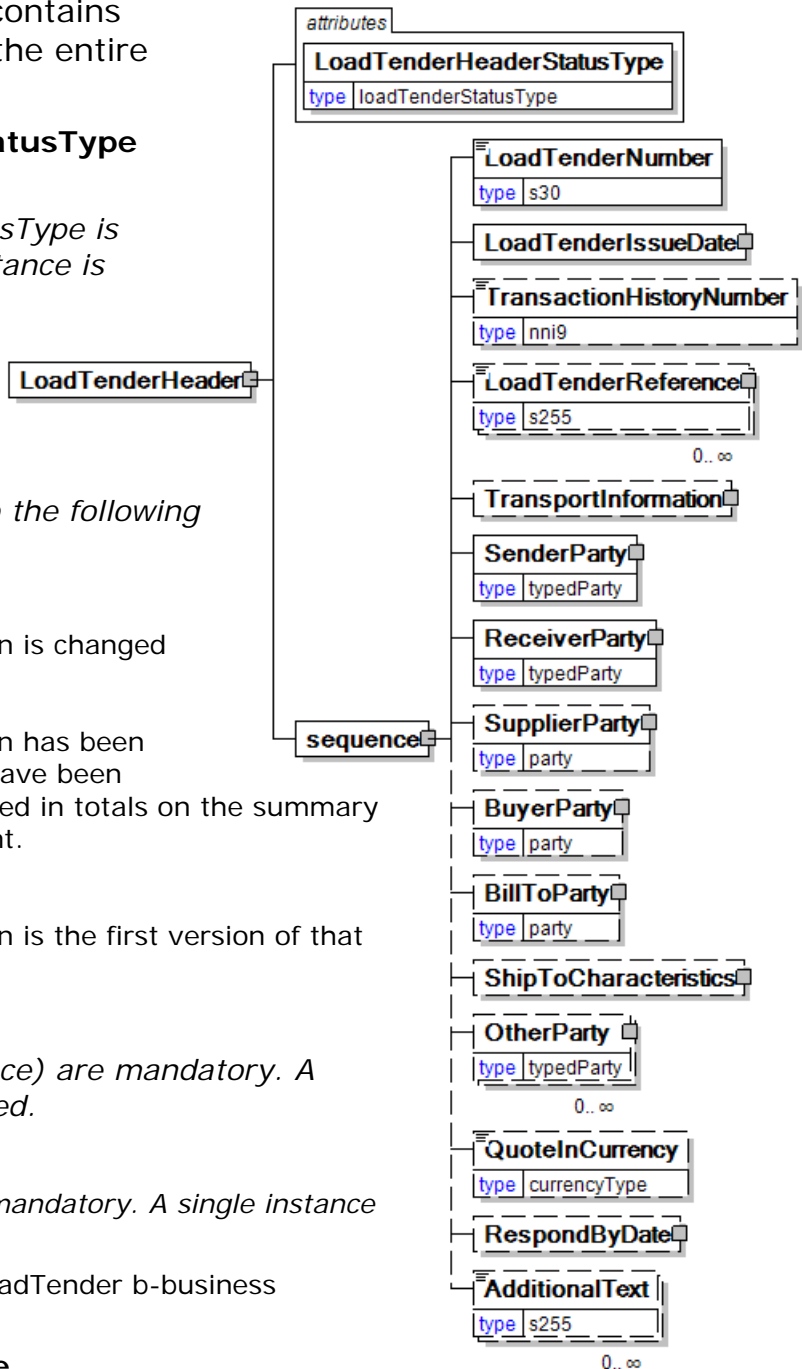 contains
the entire
atusType
sType is
tance is
the following
n is changed
n has been
ave been
ed in totals on the summary
nt.
n is the first version of that
ce) are mandatory. A
ed.
mandatory. A single instance
adTender b-business
attributes
LoadTenderHeaderStatusType
type loadTenderStatusType
LoadTenderHeader
sequence
LoadTenderNumber
type s30
LoadTenderIssueDate
TransactionHistoryNumber
type nni9
LoadTenderReference
type s255
0.. ∞
TransportInformation
SenderParty
type typedParty
ReceiverParty
type typedParty
SupplierParty
type party
BuyerParty
type party
BillToParty
type party
ShipToCharacteristics
OtherParty
type typedParty
0.. ∞
QuoteInCurrency
type currencyType
RespondByDate
AdditionalText
type s255
0.. ∞